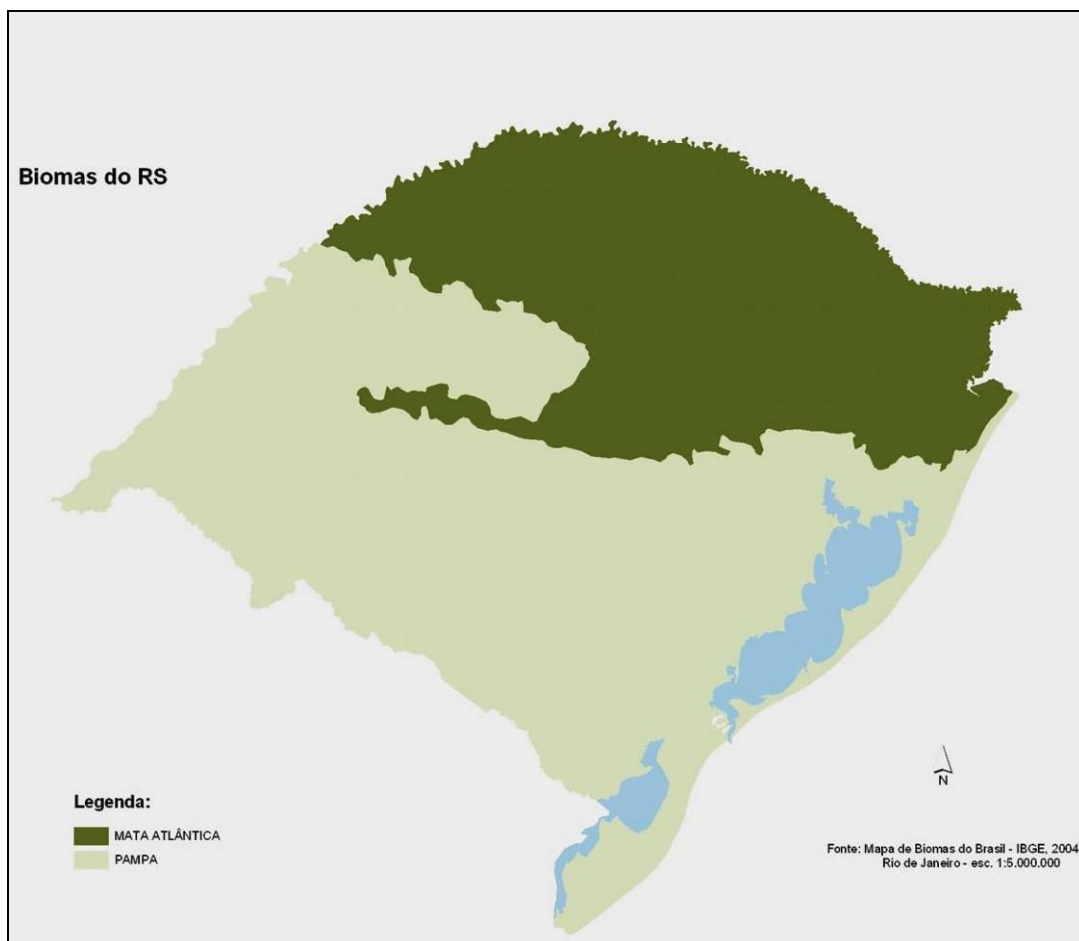 Biomas do RS
N
Legenda:
MATA ATLÂNTICA
PAMPA
Fonte: Mapa de Biomas do Brasil - IBGE, 2004
Rio de Janeiro - esc. 1:5.000.000